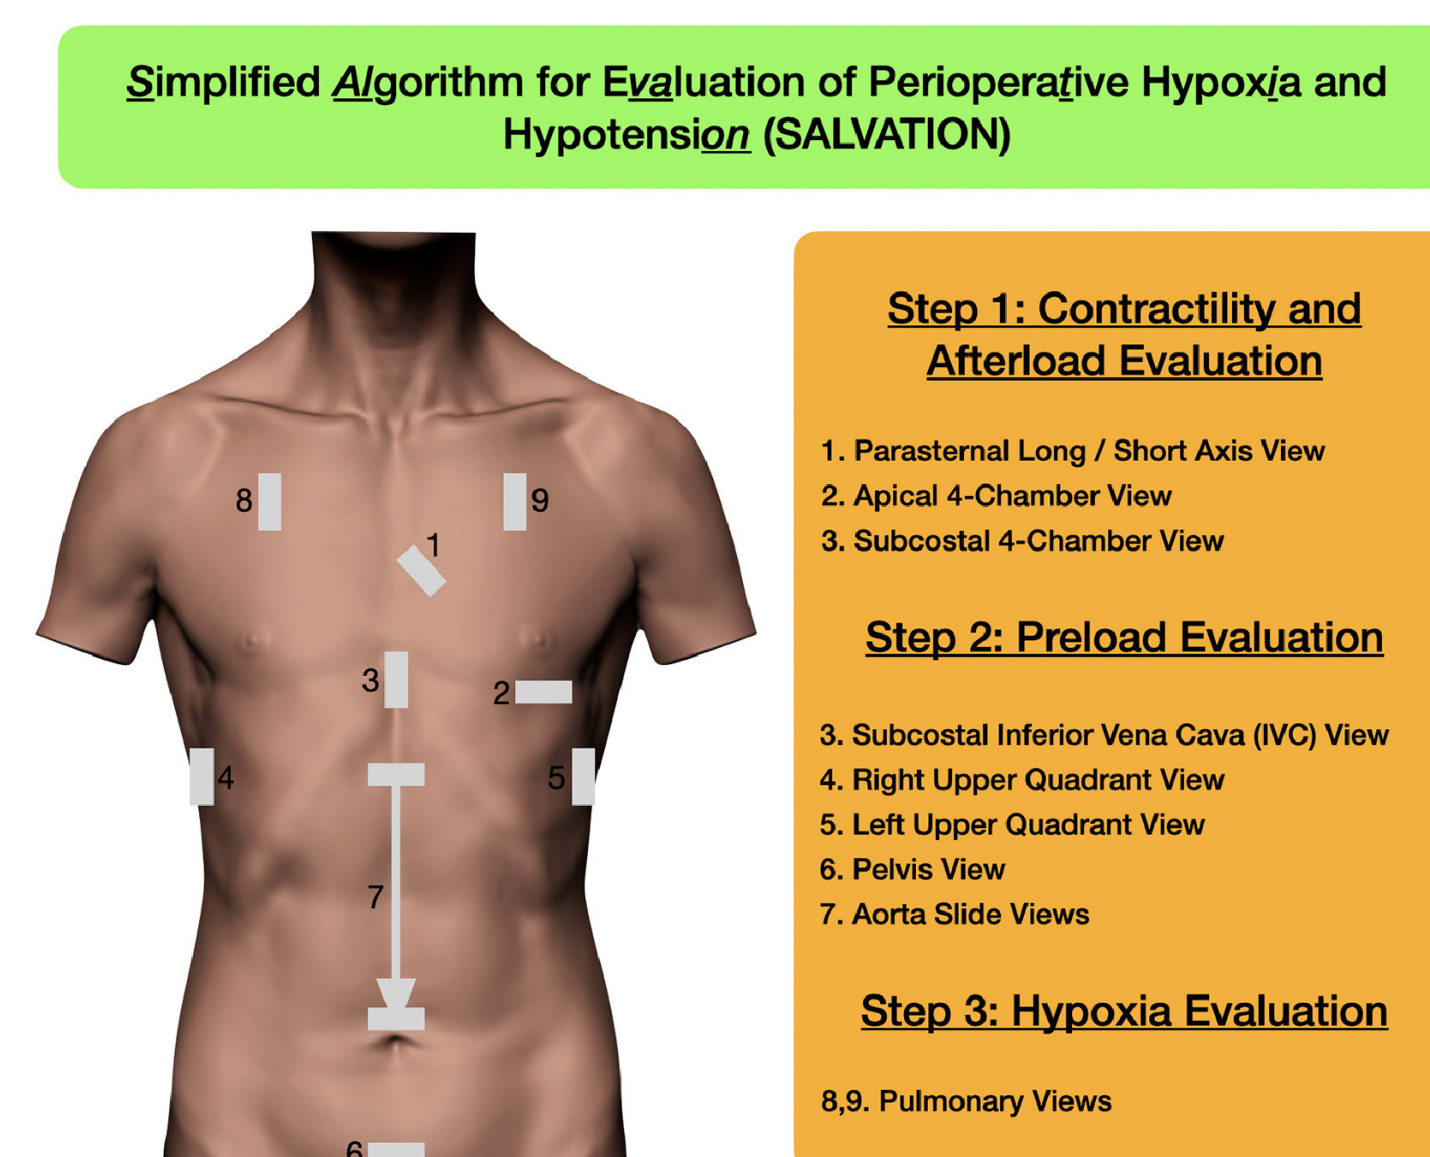 Simplified Algorithm for Evaluation of Perioperative Hypoxia and
Hypotension (SALVATION)
Step 1: Contractility and
Afterload Evaluation
1. Parasternal Long / Short Axis View
2. Apical 4-Chamber View
3. Subcostal 4-Chamber View
Step 2: Preload Evaluation
3. Subcostal Inferior Vena Cava (IVC) View
4. Right Upper Quadrant View
5. Left Upper Quadrant View
6. Pelvis View
7. Aorta Slide Views
Step 3: Hypoxia Evaluation
8,9. Pulmonary Views
8
9
1
3
2
4
5
7
6